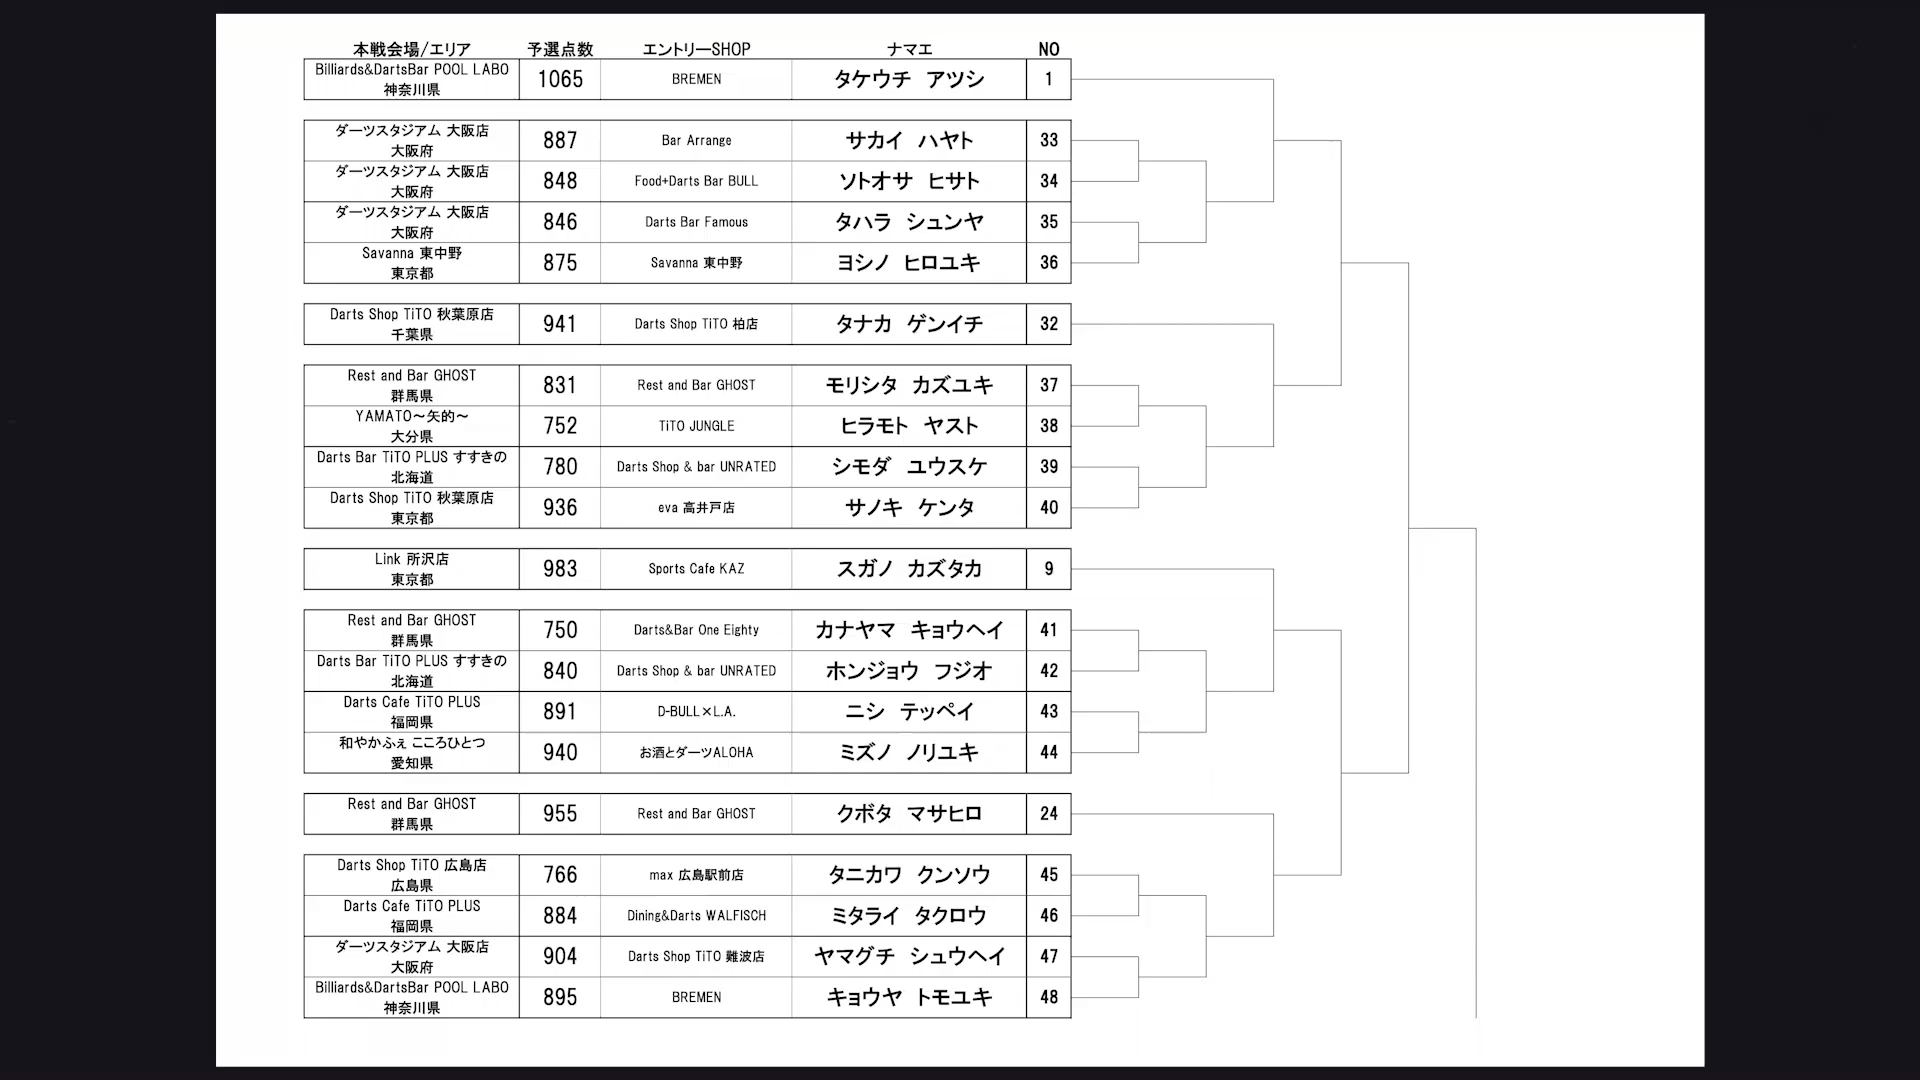 本戦会場/エリア 予選点数 エントリーSHOP ナマエ NO
Billiards&DartsBar POOL LABO
神奈川県 1065 BREMEN タケウチ アツシ 1
ダーツスタジアム 大阪店
大阪府 887 Bar Arrange サカイ ハヤト 33
ダーツスタジアム 大阪店
大阪府 848 Food+Darts Bar BULL ソトオサ ヒサト 34
ダーツスタジアム 大阪店
大阪府 846 Darts Bar Famous タハラ シュンヤ 35
Savanna 東中野
東京都 875 Savanna 東中野 ヨシノ ヒロユキ 36
Darts Shop TiTO 秋葉原店
千葉県 941 Darts Shop TiTO 柏店 タナカ ゲンイチ 32
Rest and Bar GHOST
群馬県 831 Rest and Bar GHOST モリシタ カズユキ 37
YAMATO～矢的～
大分県 752 TiTO JUNGLE ヒラモト ヤスト 38
Darts Bar TiTO PLUS すすきの
北海道 780 Darts Shop & bar UNRATED シモダ ユウスケ 39
Darts Shop TiTO 秋葉原店
東京都 936 eva 高井戸店 サノキ ケンタ 40
Link 所沢店
東京都 983 Sports Cafe KAZ スガノ カズタカ 9
Rest and Bar GHOST
群馬県 750 Darts&Bar One Eighty カナヤマ キョウヘイ 41
Darts Bar TiTO PLUS すすきの
北海道 840 Darts Shop & bar UNRATED ホンジョウ フジオ 42
Darts Cafe TiTO PLUS
福岡県 891 D-BULL×L.A. ニシ テッペイ 43
和やかふぇ こころひとつ
愛知県 940 お酒とダーツALOHA ミズノ ノリユキ 44
Rest and Bar GHOST
群馬県 955 Rest and Bar GHOST クボタ マサヒロ 24
Darts Shop TiTO 広島店
広島県 766 max 広島駅前店 タニカワ クンソウ 45
Darts Cafe TiTO PLUS
福岡県 884 Dining&Darts WALFISCH ミタライ タクロウ 46
ダーツスタジアム 大阪店
大阪府 904 Darts Shop TiTO 難波店 ヤマグチ シュウヘイ 47
Billiards&DartsBar POOL LABO
神奈川県 895 BREMEN キョウヤ トモユキ 48